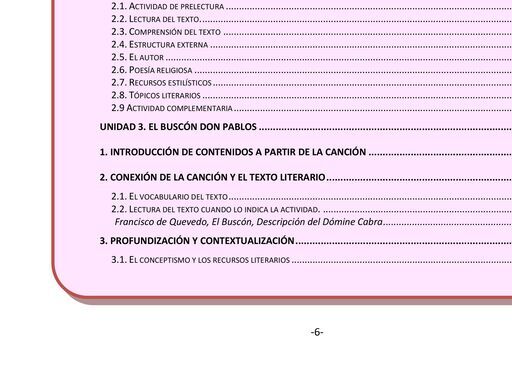 2.1. ACTIVIDAD DE PRELECTURA ........................................
2.2. LECTURA DEL TEXTO........................................
2.3. COMPRENSIÓN DEL TEXTO ........................................
2.4. ESTRUCTURA EXTERNA ........................................
2.5. EL AUTOR ........................................
2.6. POESÍA RELIGIOSA ........................................
2.7. RECURSOS ESTILÍSTICOS ........................................
2.8. TÓPICOS LITERARIOS ........................................
2.9 ACTIVIDAD COMPLEMENTARIA ........................................
UNIDAD 3. EL BUSCÓN DON PABLOS ........................................
1. INTRODUCCIÓN DE CONTENIDOS A PARTIR DE LA CANCIÓN ........................................
2. CONEXIÓN DE LA CANCIÓN Y EL TEXTO LITERARIO........................................
2.1. EL VOCABULARIO DEL TEXTO........................................
2.2. LECTURA DEL TEXTO CUANDO LO INDICA LA ACTIVIDAD. ........................................
Francisco de Quevedo, El Buscón, Descripción del Dómine Cabra........................................
3. PROFUNDIZACIÓN Y CONTEXTUALIZACIÓN........................................
3.1. EL CONCEPTISMO Y LOS RECURSOS LITERARIOS ........................................
-6-